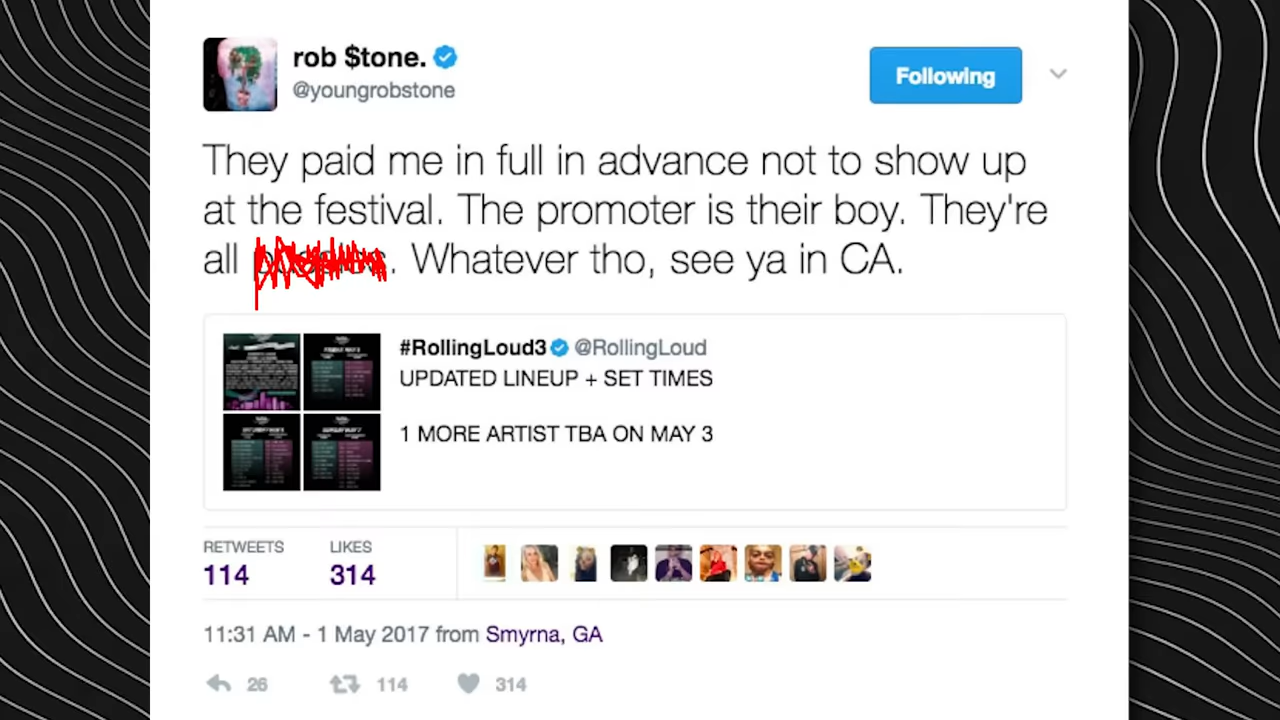 rob $tone.
@youngrobstone
Following
They paid me in full in advance not to show up
at the festival. The promoter is their boy. They're
all . Whatever tho, see ya in CA.
#RollingLoud3 @RollingLoud
UPDATED LINEUP + SET TIMES
1 MORE ARTIST TBA ON MAY 3
RETWEETS LIKES
114 314
11:31 AM - 1 May 2017 from Smyrna, GA
26 114 314